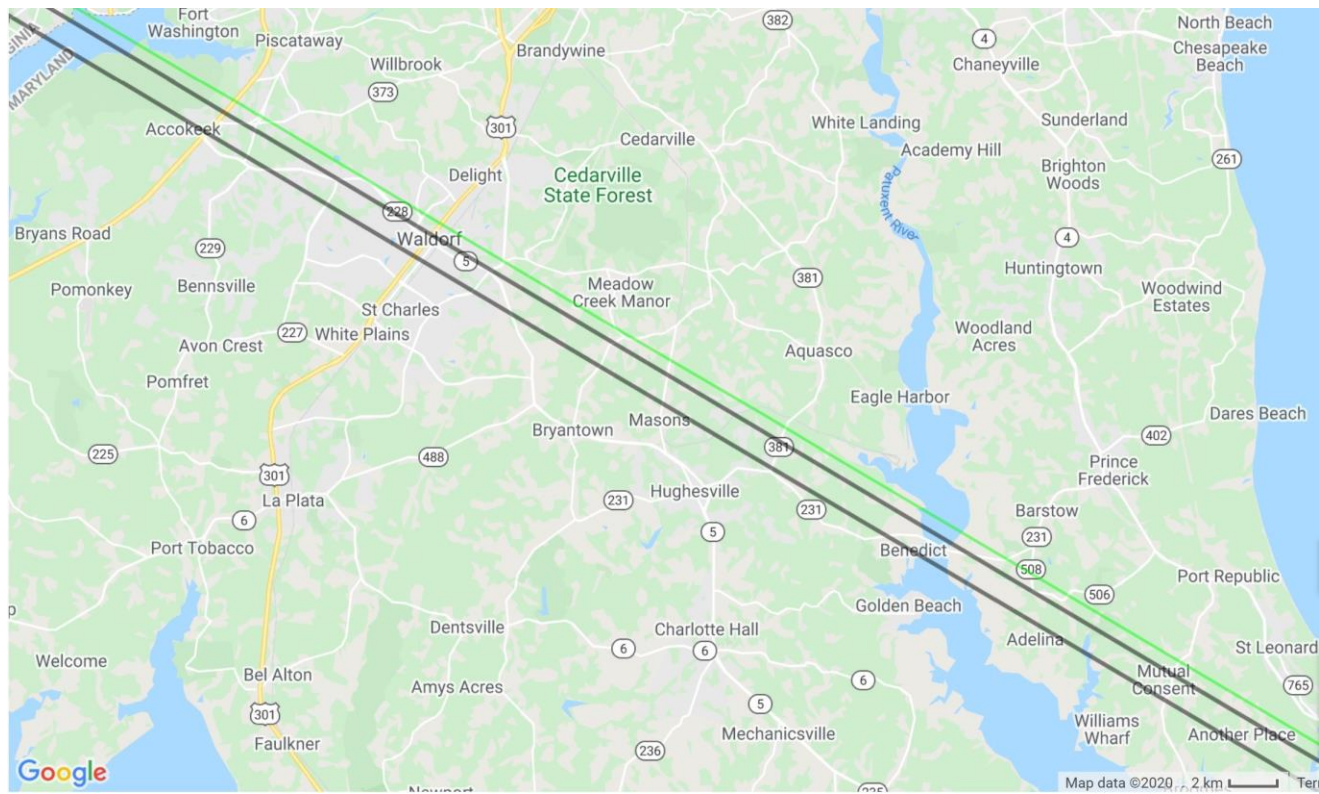 Fort
Washington
Piscataway
382
North Beach
4
Chesapeake
Beach
Brandywine
Willbrook
Chaneyville
MARYLAND
373
301
Accokeek
Cedarville
White Landing
Sunderland
Academy Hill
261
Delight
Cedarville
State Forest
Brighton
Woods
Patuxent River
228
Bryans Road
229
Waldorf
4
5
Huntingtown
Pomonkey
Bennsville
Meadow
Creek Manor
381
Woodwind
Estates
St Charles
227
White Plains
Woodland
Acres
Avon Crest
Aquasco
Pomfret
Eagle Harbor
Dares Beach
Masons
Bryantown
402
225
488
381
301
Prince
Frederick
La Plata
Hughesville
231
231
Barstow
6
5
231
Port Tobacco
Benedict
508
Port Republic
506
Golden Beach
Dentsville
Charlotte Hall
Adelina
6
6
St Leonard
Welcome
Bel Alton
Amys Acres
6
Mutual
Consent
765
301
5
Williams
Wharf
Faulkner
Mechanicsville
Another Place
236
Google
Map data ©2020
2 km